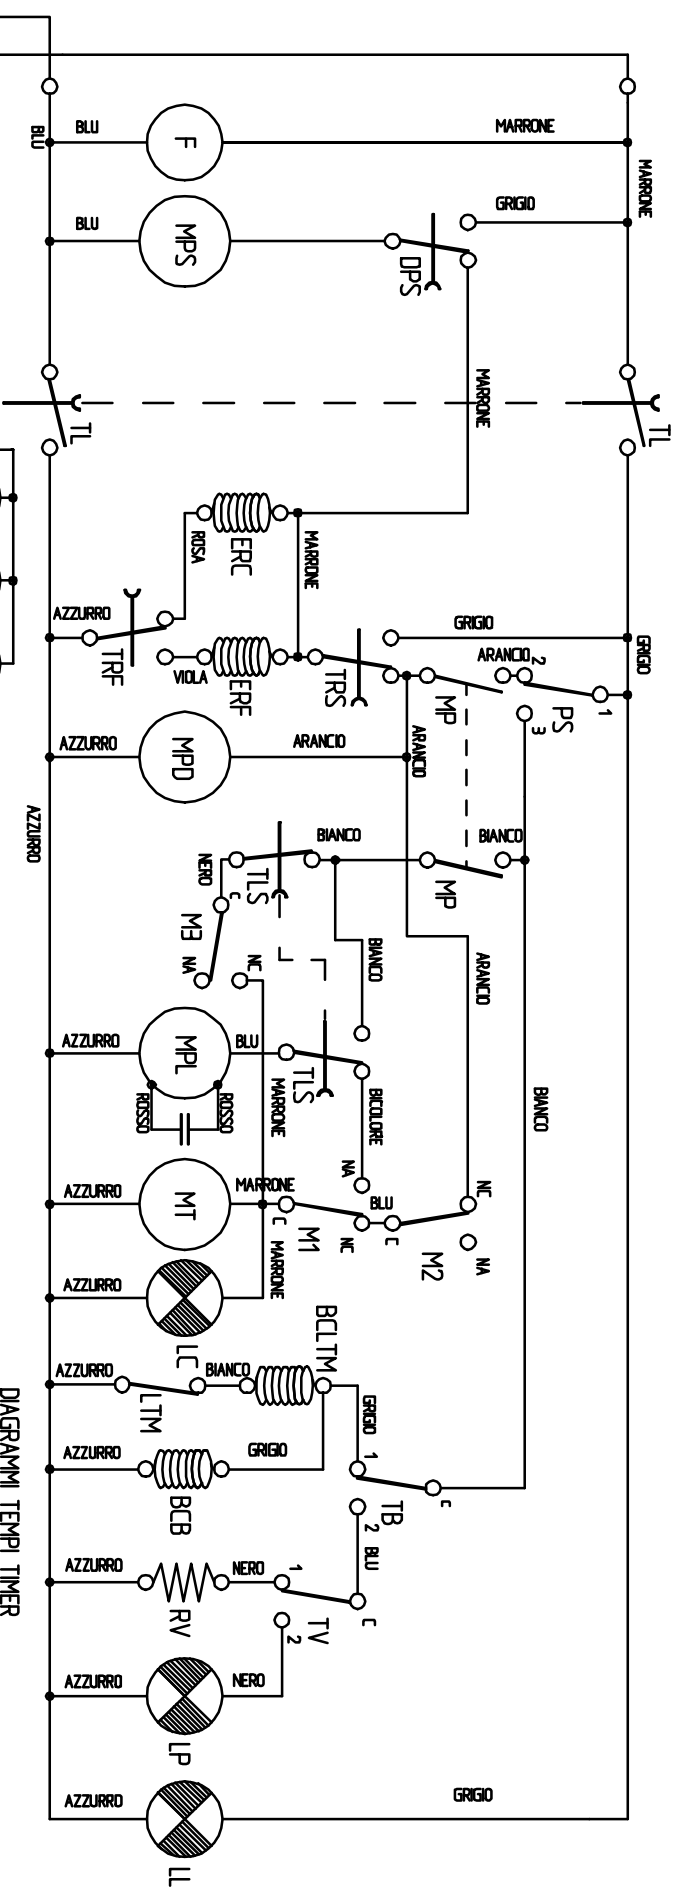 BLU
BLU
F
MARRONE
MARRONE
BLU
MPS
GRIGIO
DPS
MARRONE
TL
TL
ROSA
ERC
MARRONE
AZZURRO
TRF
VIOLA
ERF
TRS
GRIGIO
GRIGIO
ARANCIO
MP
2
PS
1
3
AZZURRO
MPD
ARANCIO
ARANCIO
AZZURRO
NERO
C
TLS
BIANCO
MP
BIANCO
M3
NA
NC
BIANCO
ARANCIO
AZZURRO
MPL
BLU
TLS
ROSSO
ROSSO
MARRONE
BICOLORE
BIANCO
AZZURRO
MT
MARRONE
C
M1
NA
NC
BLU
C
M2
NC
NA
AZZURRO
LC
MARRONE
AZZURRO
LTM
BIANCO
BCLTM
GRIGIO
AZZURRO
BCB
GRIGIO
1
TB
C
2
BLU
AZZURRO
RV
NERO
1
TV
C
2
AZZURRO
LP
NERO
AZZURRO
LL
GRIGIO
DIAGRAMMI TEMPI TIMER